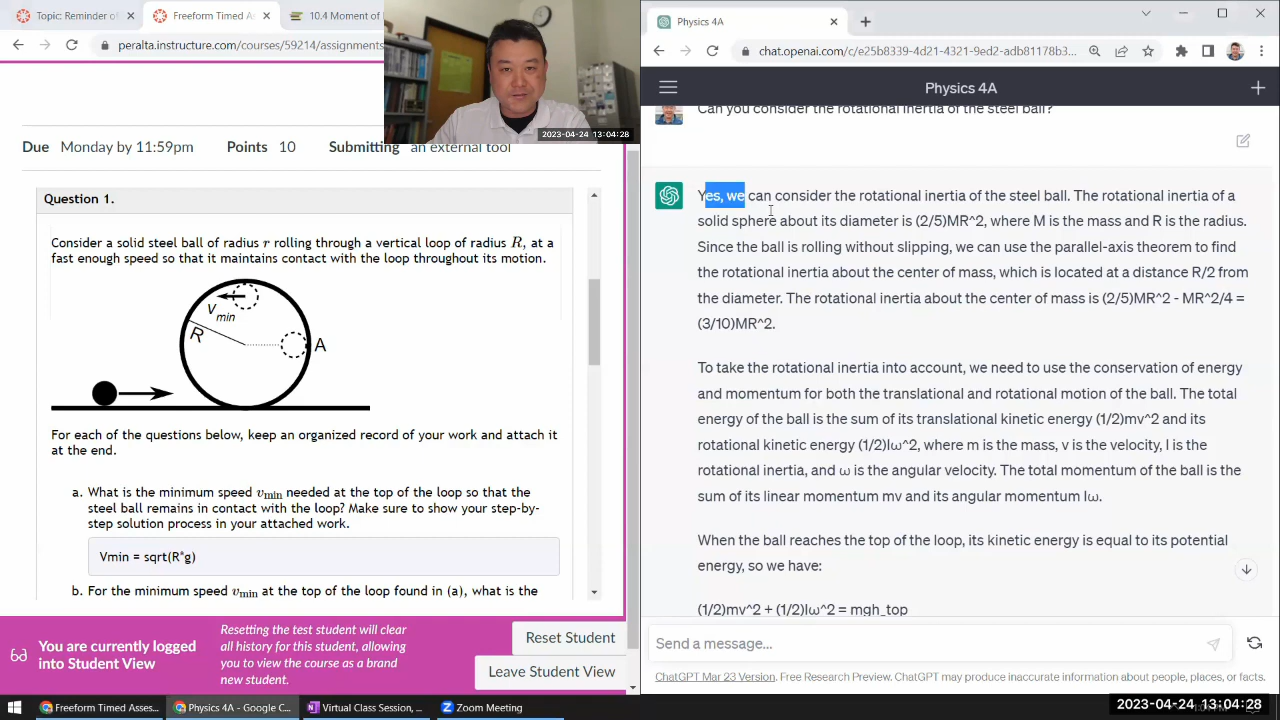 Topic: Reminder of
Freeform Timed A
10.4 Moment of
peralta.instructure.com/courses/59214/assignments
2023-04-24 13:04:28
Due Monday by 11:59pm Points 10 Submitting an external tool
Question 1.
Consider a solid steel ball of radius r rolling through a vertical loop of radius R, at a
fast enough speed so that it maintains contact with the loop throughout its motion.
V min
R
A
For each of the questions below, keep an organized record of your work and attach it
at the end.
a. What is the minimum speed vmin needed at the top of the loop so that the
steel ball remains in contact with the loop? Make sure to show your step-by-
step solution process in your attached work.
Vmin = sqrt(R*g)
b. For the minimum speed vmin at the top of the loop found in (a), what is the
You are currently logged
into Student View
Resetting the test student will clear
all history for this student, allowing
you to view the course as a brand
new student.
Reset Student
Leave Student View
Physics 4A
chat.openai.com/c/e25b8339-4d21-4321-9ed2-adb81178b3...
Physics 4A
Can you consider the rotational inertia of the steel ball?
Yes, we can consider the rotational inertia of the steel ball. The rotational inertia of a
solid sphere about its diameter is (2/5)MR^2, where M is the mass and R is the radius.
Since the ball is rolling without slipping, we can use the parallel-axis theorem to find
the rotational inertia about the center of mass, which is located at a distance R/2 from
the diameter. The rotational inertia about the center of mass is (2/5)MR^2 - MR^2/4 =
(3/10)MR^2.
To take the rotational inertia into account, we need to use the conservation of energy
and momentum for both the translational and rotational motion of the ball. The total
energy of the ball is the sum of its translational kinetic energy (1/2)mv^2 and its
rotational kinetic energy (1/2)Iω^2, where m is the mass, v is the velocity, I is the
rotational inertia, and ω is the angular velocity. The total momentum of the ball is the
sum of its linear momentum mv and its angular momentum Iω.
When the ball reaches the top of the loop, its kinetic energy is equal to its potential
energy, so we have:
(1/2)mv^2 + (1/2)Iω^2 = mgh_top
Send a message...
ChatGPT Mar 23 Version. Free Research Preview. ChatGPT may produce inaccurate information about people, places, or facts.
Freeform Timed Asses...
Physics 4A - Google C...
Virtual Class Session, ...
Zoom Meeting
2023-04-24 13:04:28